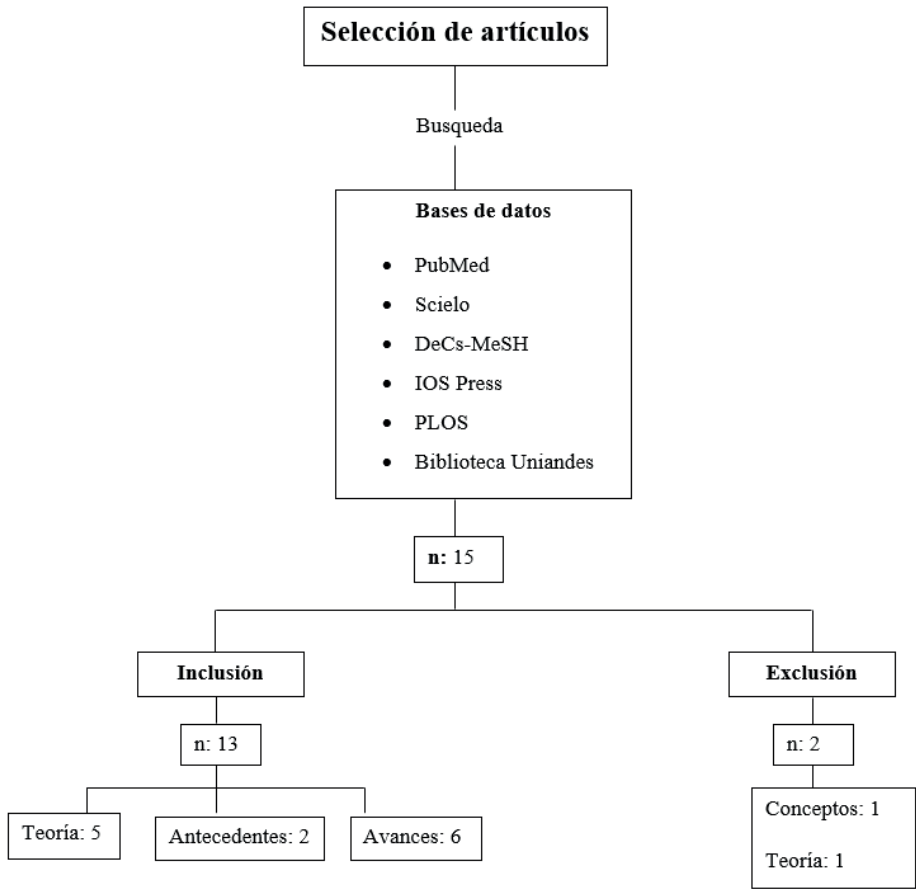 Selección de artículos
Busqueda
Bases de datos
• PubMed
• Scielo
• DeCs-MeSH
• IOS Press
• PLOS
• Biblioteca Uniandes
n: 15
Inclusión
Exclusión
n: 13
n: 2
Teoría: 5
Antecedentes: 2
Avances: 6
Conceptos: 1
Teoría: 1